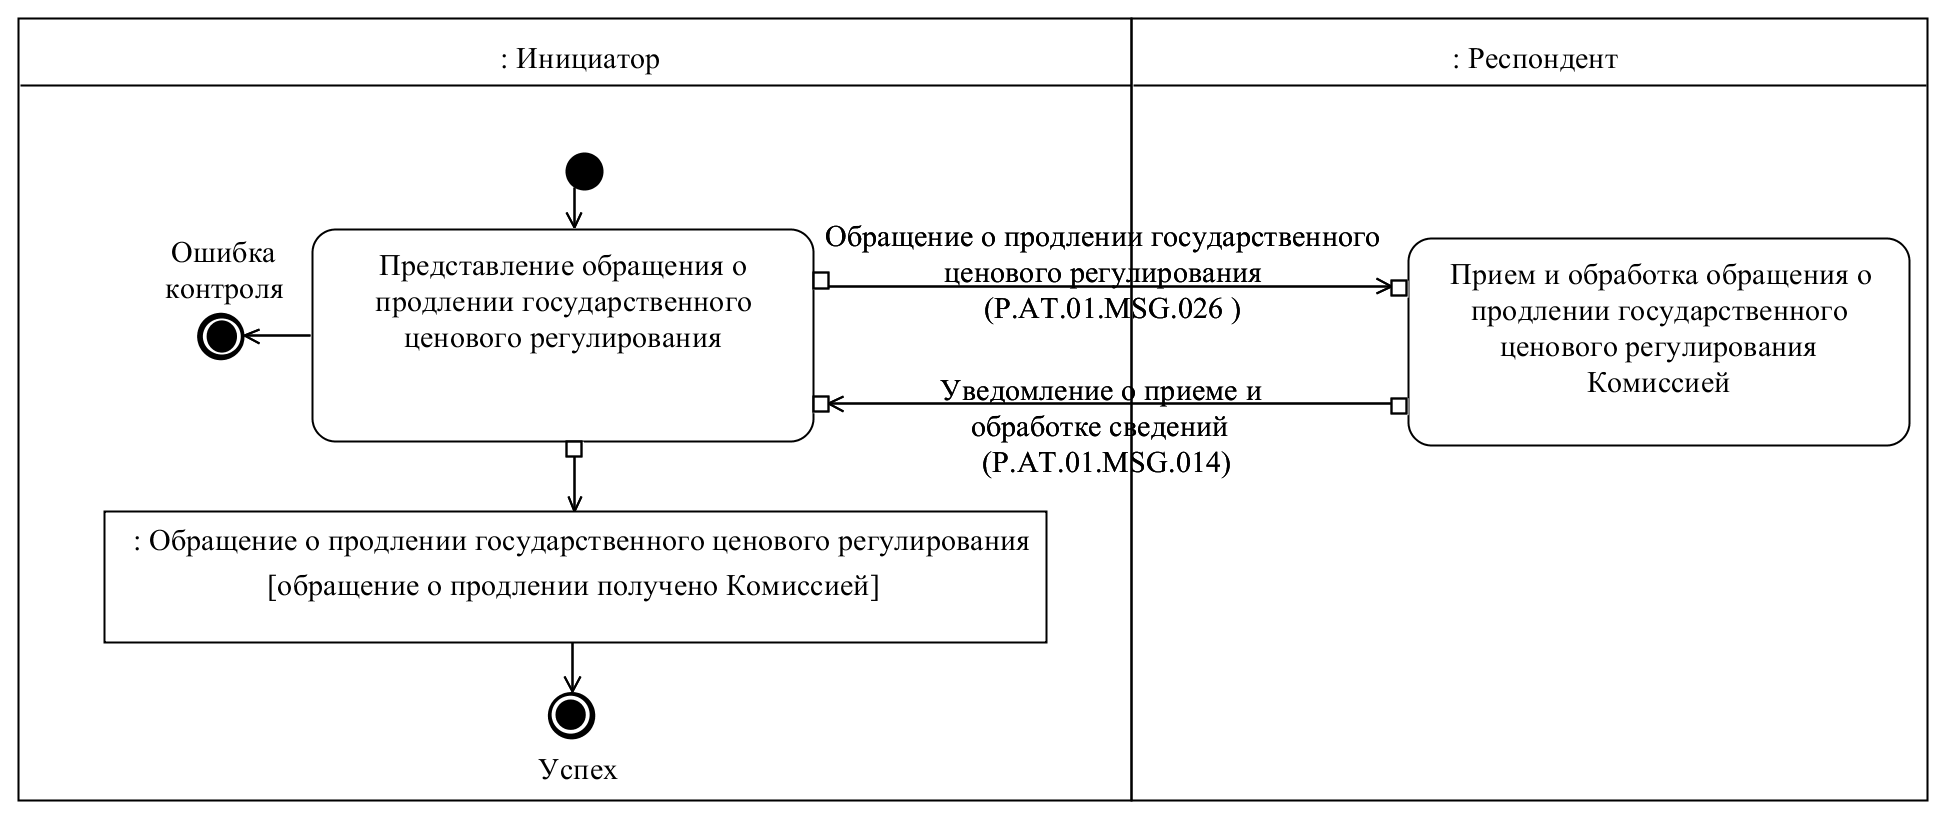 : Инициатор
: Респондент
Ошибка
контроля
Представление обращения о
продлении государственного
ценового регулирования
Обращение о продлении государственного
ценового регулирования
(P.AT.01.MSG.026 )
Прием и обработка обращения о
продлении государственного
ценового регулирования
Комиссией
Уведомление о приеме и
обработке сведений
(P.AT.01.MSG.014)
: Обращение о продлении государственного ценового регулирования
[обращение о продлении получено Комиссией]
Успех